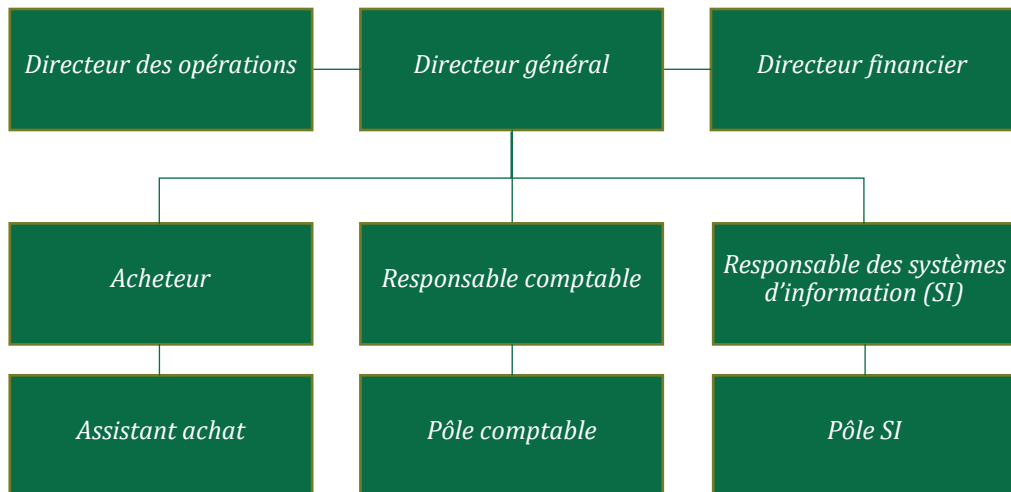 Directeur des opérations
Directeur général
Directeur financier
Acheteur
Responsable comptable
Responsable des systèmes
d’information (SI)
Assistant achat
Pôle comptable
Pôle SI